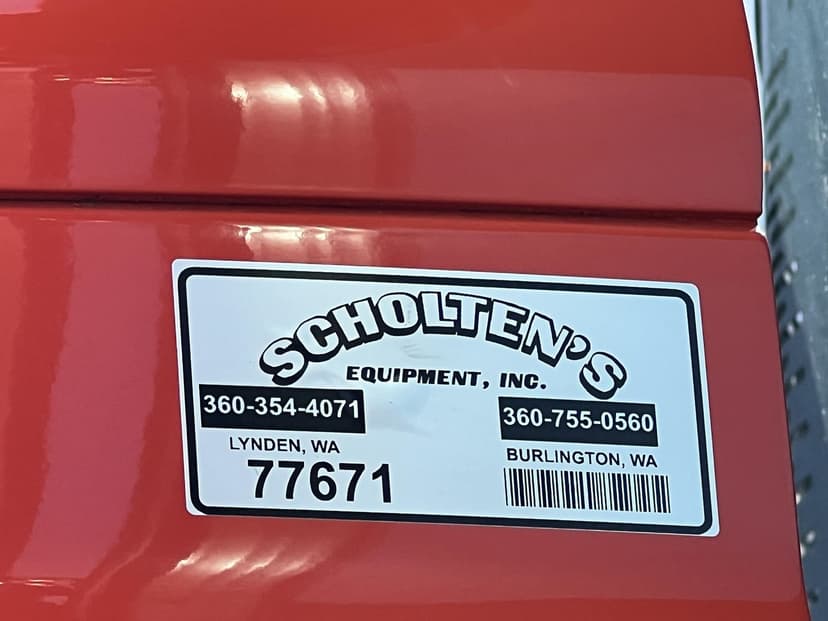 SCHOLTEN'S
EQUIPMENT, INC.
360-354-4071
LYNDEN, WA
77671
360-755-0560
BURLINGTON, WA